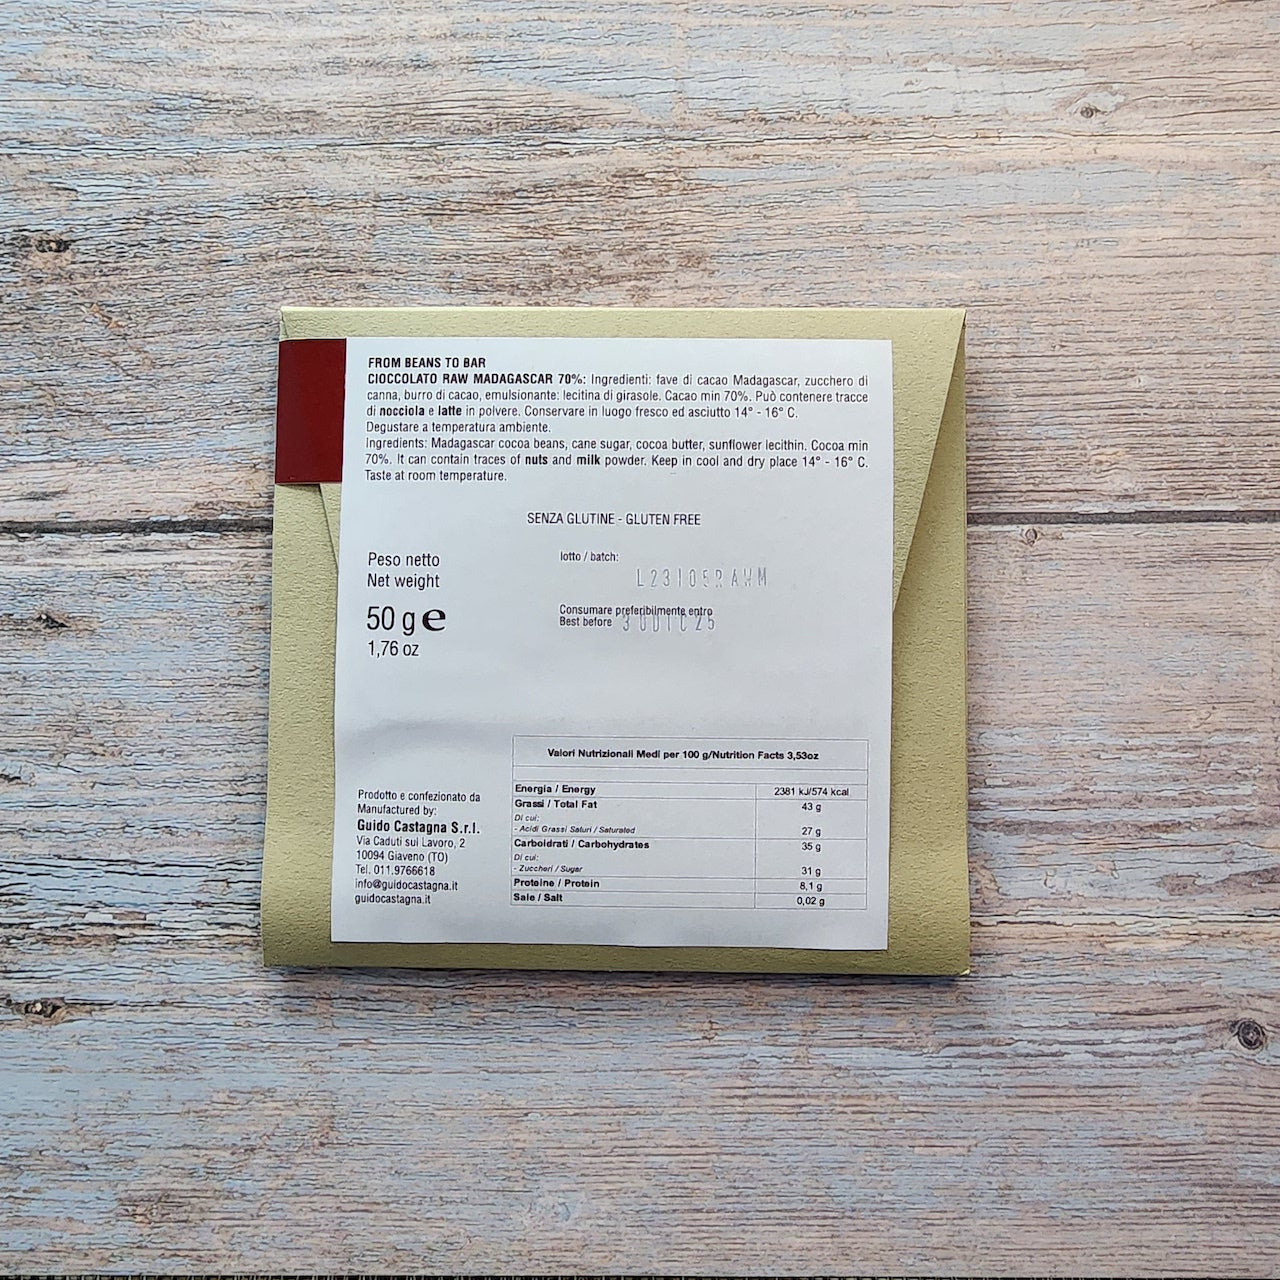 FROM BEANS TO BAR
CIOCCOLATO RAW MADAGASCAR 70%: Ingredienti: fave di cacao Madagascar, zucchero di
canna, burro di cacao, emulsionante: lecitina di girasole. Cacao min 70%. Può contenere tracce
di nocciola e latte in polvere. Conservare in luogo fresco ed asciutto 14° - 16° C.
Degustare a temperatura ambiente.
Ingredients: Madagascar cocoa beans, cane sugar, cocoa butter, sunflower lecithin. Cocoa min
70%. It can contain traces of nuts and milk powder. Keep in cool and dry place 14° - 16° C.
Taste at room temperature.
SENZA GLUTINE - GLUTEN FREE
Peso netto
Net weight
50 g e
1,76 oz
lotto / batch:
L23105RAWM
Consumare preferibilmente entro
Best before 30DIC25
Valori Nutrizionali Medi per 100 g/Nutrition Facts 3,53oz
Energia / Energy 2381 kJ/574 kcal
Grassi / Total Fat 43 g
Di cui:
- Acidi Grassi Saturi / Saturated 27 g
Carboidrati / Carbohydrates 35 g
Di cui:
- Zuccheri / Sugar 31 g
Proteine / Protein 8,1 g
Sale / Salt 0,02 g
Prodotto e confezionato da
Manufactured by:
Guido Castagna S.r.l.
Via Caduti sul Lavoro, 2
10094 Giaveno (TO)
Tel. 011.9766618
info@guidocastagna.it
guidocastagna.it